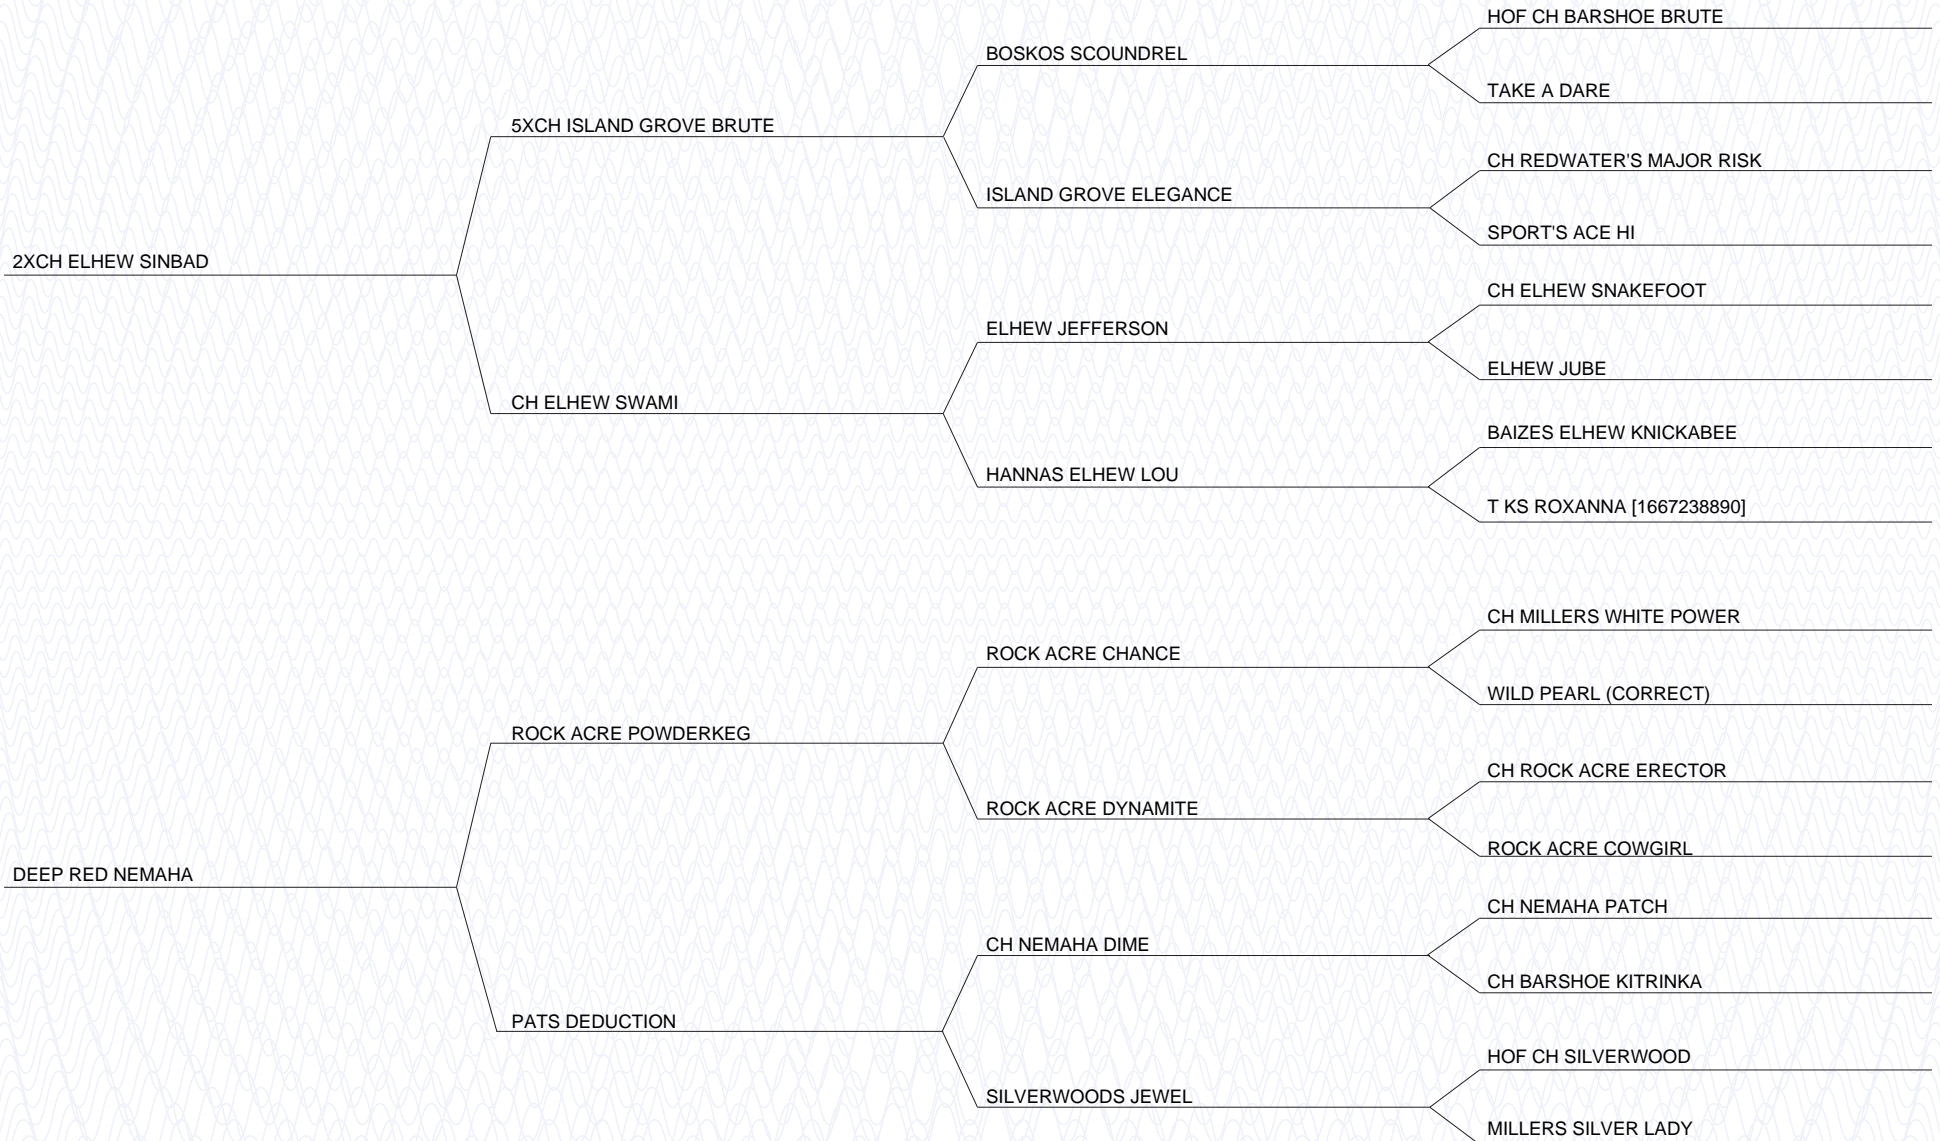 HOF CH BARSHOE BRUTE
BOSKOS SCOUNDREL
TAKE A DARE
5XCH ISLAND GROVE BRUTE
CH REDWATER'S MAJOR RISK
ISLAND GROVE ELEGANCE
SPORT'S ACE HI
2XCH ELHEW SINBAD
CH ELHEW SNAKEFOOT
ELHEW JEFFERSON
ELHEW JUBE
CH ELHEW SWAMI
BAIZES ELHEW KNICKABEE
HANNAS ELHEW LOU
T KS ROXANNA [1667238890]
CH MILLERS WHITE POWER
ROCK ACRE CHANCE
WILD PEARL (CORRECT)
ROCK ACRE POWDERKEG
CH ROCK ACRE ERECTOR
ROCK ACRE DYNAMITE
ROCK ACRE COWGIRL
DEEP RED NEMAHA
CH NEMAHA PATCH
CH NEMAHA DIME
CH BARSHOE KITRINKA
PATS DEDUCTION
HOF CH SILVERWOOD
SILVERWOODS JEWEL
MILLERS SILVER LADY